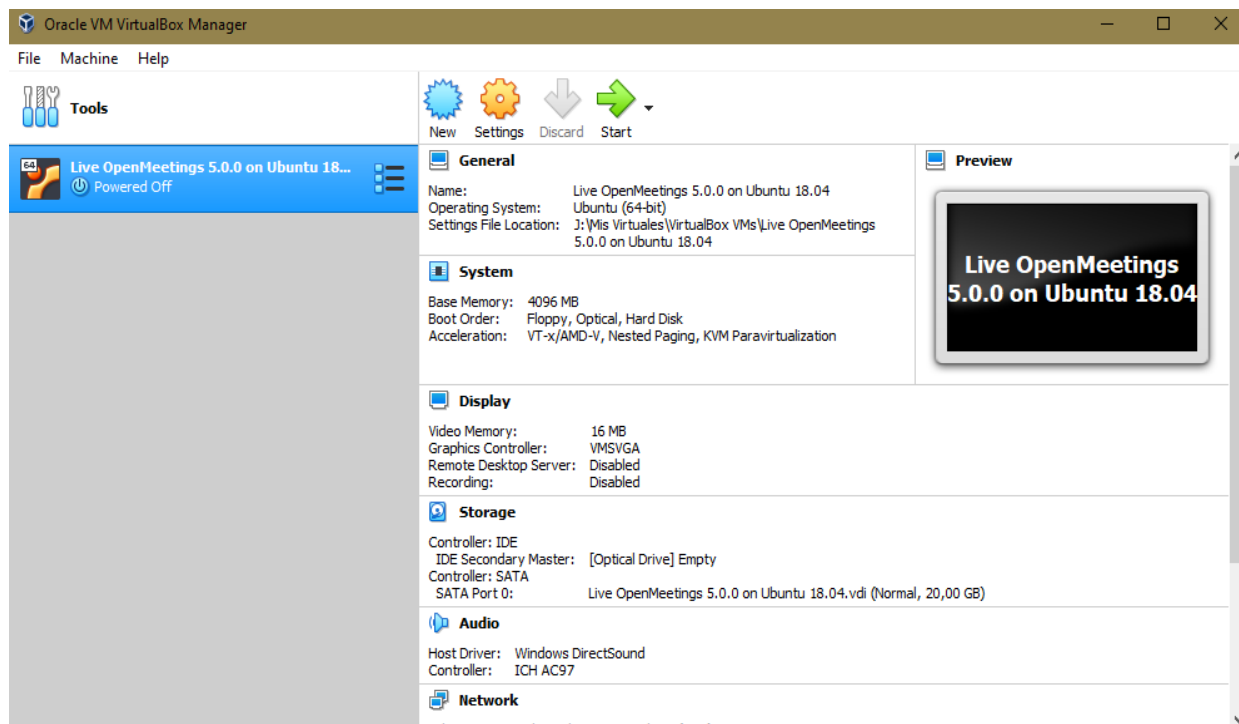 Oracle VM VirtualBox Manager
File Machine Help
Tools
New Settings Discard Start
64
Live OpenMeetings 5.0.0 on Ubuntu 18...
Powered Off
General
Name: Live OpenMeetings 5.0.0 on Ubuntu 18.04
Operating System: Ubuntu (64-bit)
Settings File Location: J:\Mis Virtuales\VirtualBox VMs\Live OpenMeetings
5.0.0 on Ubuntu 18.04
System
Base Memory: 4096 MB
Boot Order: Floppy, Optical, Hard Disk
Acceleration: VT-x/AMD-V, Nested Paging, KVM Paravirtualization
Preview
Live OpenMeetings
5.0.0 on Ubuntu 18.04
Display
Video Memory: 16 MB
Graphics Controller: VMSVGA
Remote Desktop Server: Disabled
Recording: Disabled
Storage
Controller: IDE
IDE Secondary Master: [Optical Drive] Empty
Controller: SATA
SATA Port 0: Live OpenMeetings 5.0.0 on Ubuntu 18.04.vdi (Normal, 20,00 GB)
Audio
Host Driver: Windows DirectSound
Controller: ICH AC97
Network